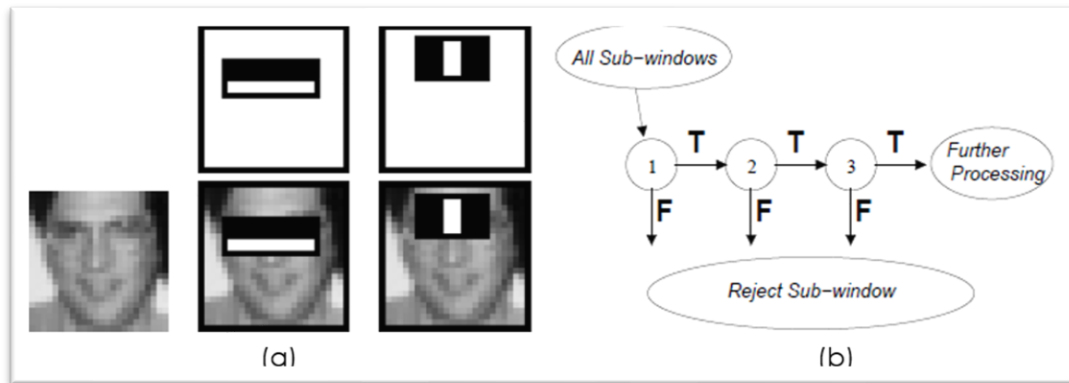 All Sub-windows
T
T
T
1
2
3
Further
Processing
F
F
F
Reject Sub-window
(a)
(b)